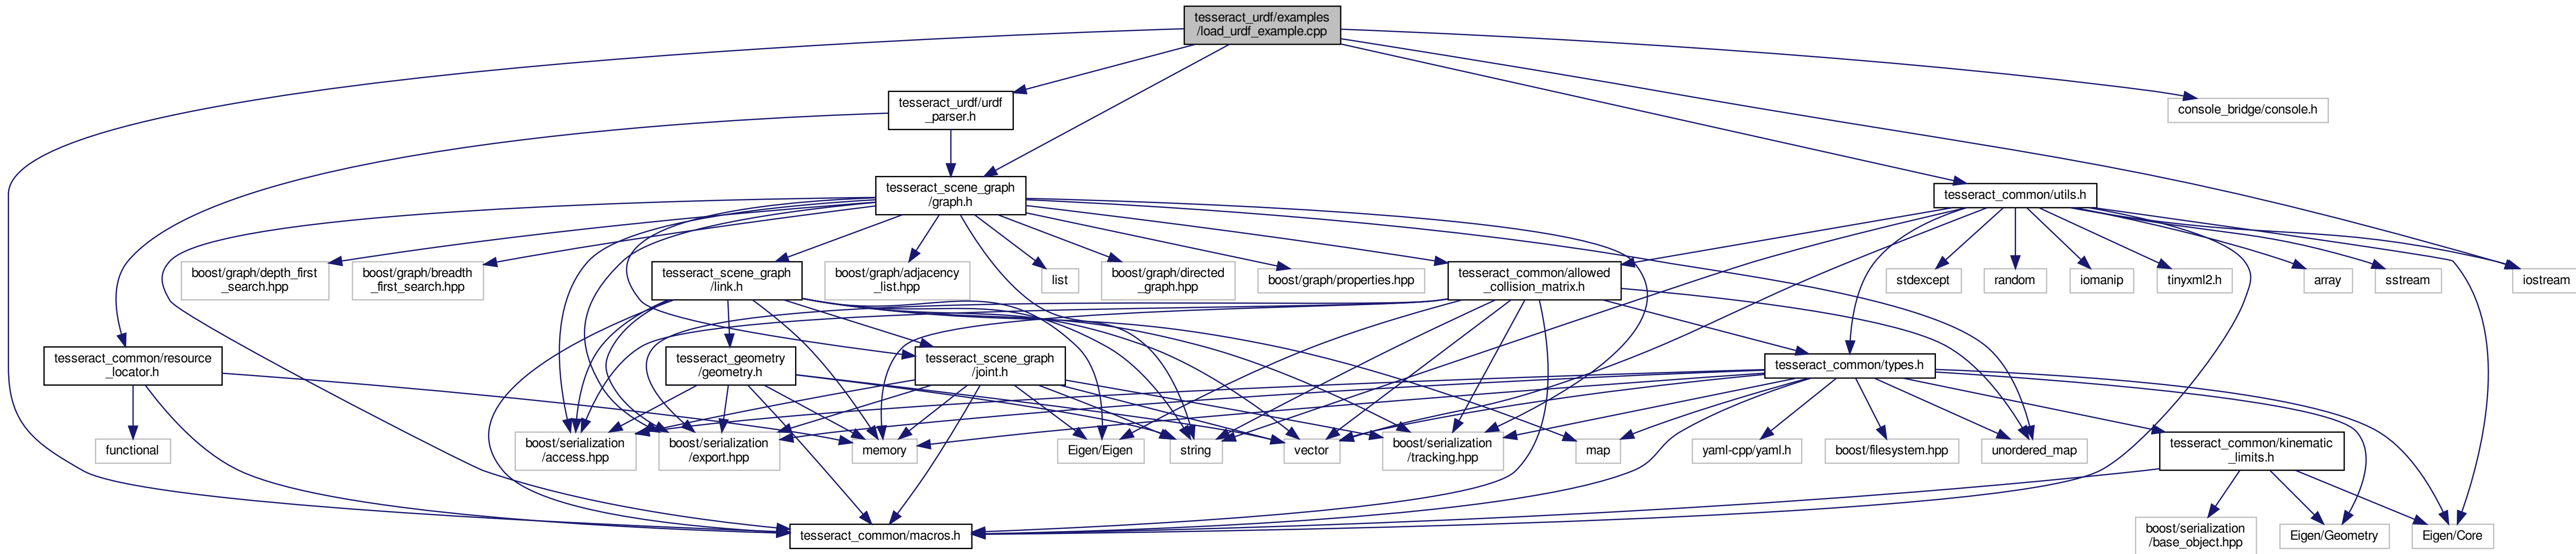 tesseract_urdf/examples
/load_urdf_example.cpp
tesseract_urdf/urdf
_parser.h
console_bridge/console.h
tesseract_scene_graph
/graph.h
tesseract_common/utils.h
boost/graph/depth_first
_search.hpp
boost/graph/breadth
_first_search.hpp
tesseract_scene_graph
/link.h
boost/graph/adjacency
_list.hpp
list
boost/graph/directed
_graph.hpp
boost/graph/properties.hpp
tesseract_common/allowed
_collision_matrix.h
stdexcept
random
iomanip
tinyxml2.h
array
sstream
iostream
tesseract_common/resource
_locator.h
tesseract_geometry
/geometry.h
tesseract_scene_graph
/joint.h
tesseract_common/types.h
functional
boost/serialization
/access.hpp
boost/serialization
/export.hpp
memory
Eigen/Eigen
string
vector
boost/serialization
/tracking.hpp
map
yaml-cpp/yaml.h
boost/filesystem.hpp
unordered_map
tesseract_common/kinematic
_limits.h
tesseract_common/macros.h
boost/serialization
/base_object.hpp
Eigen/Geometry
Eigen/Core